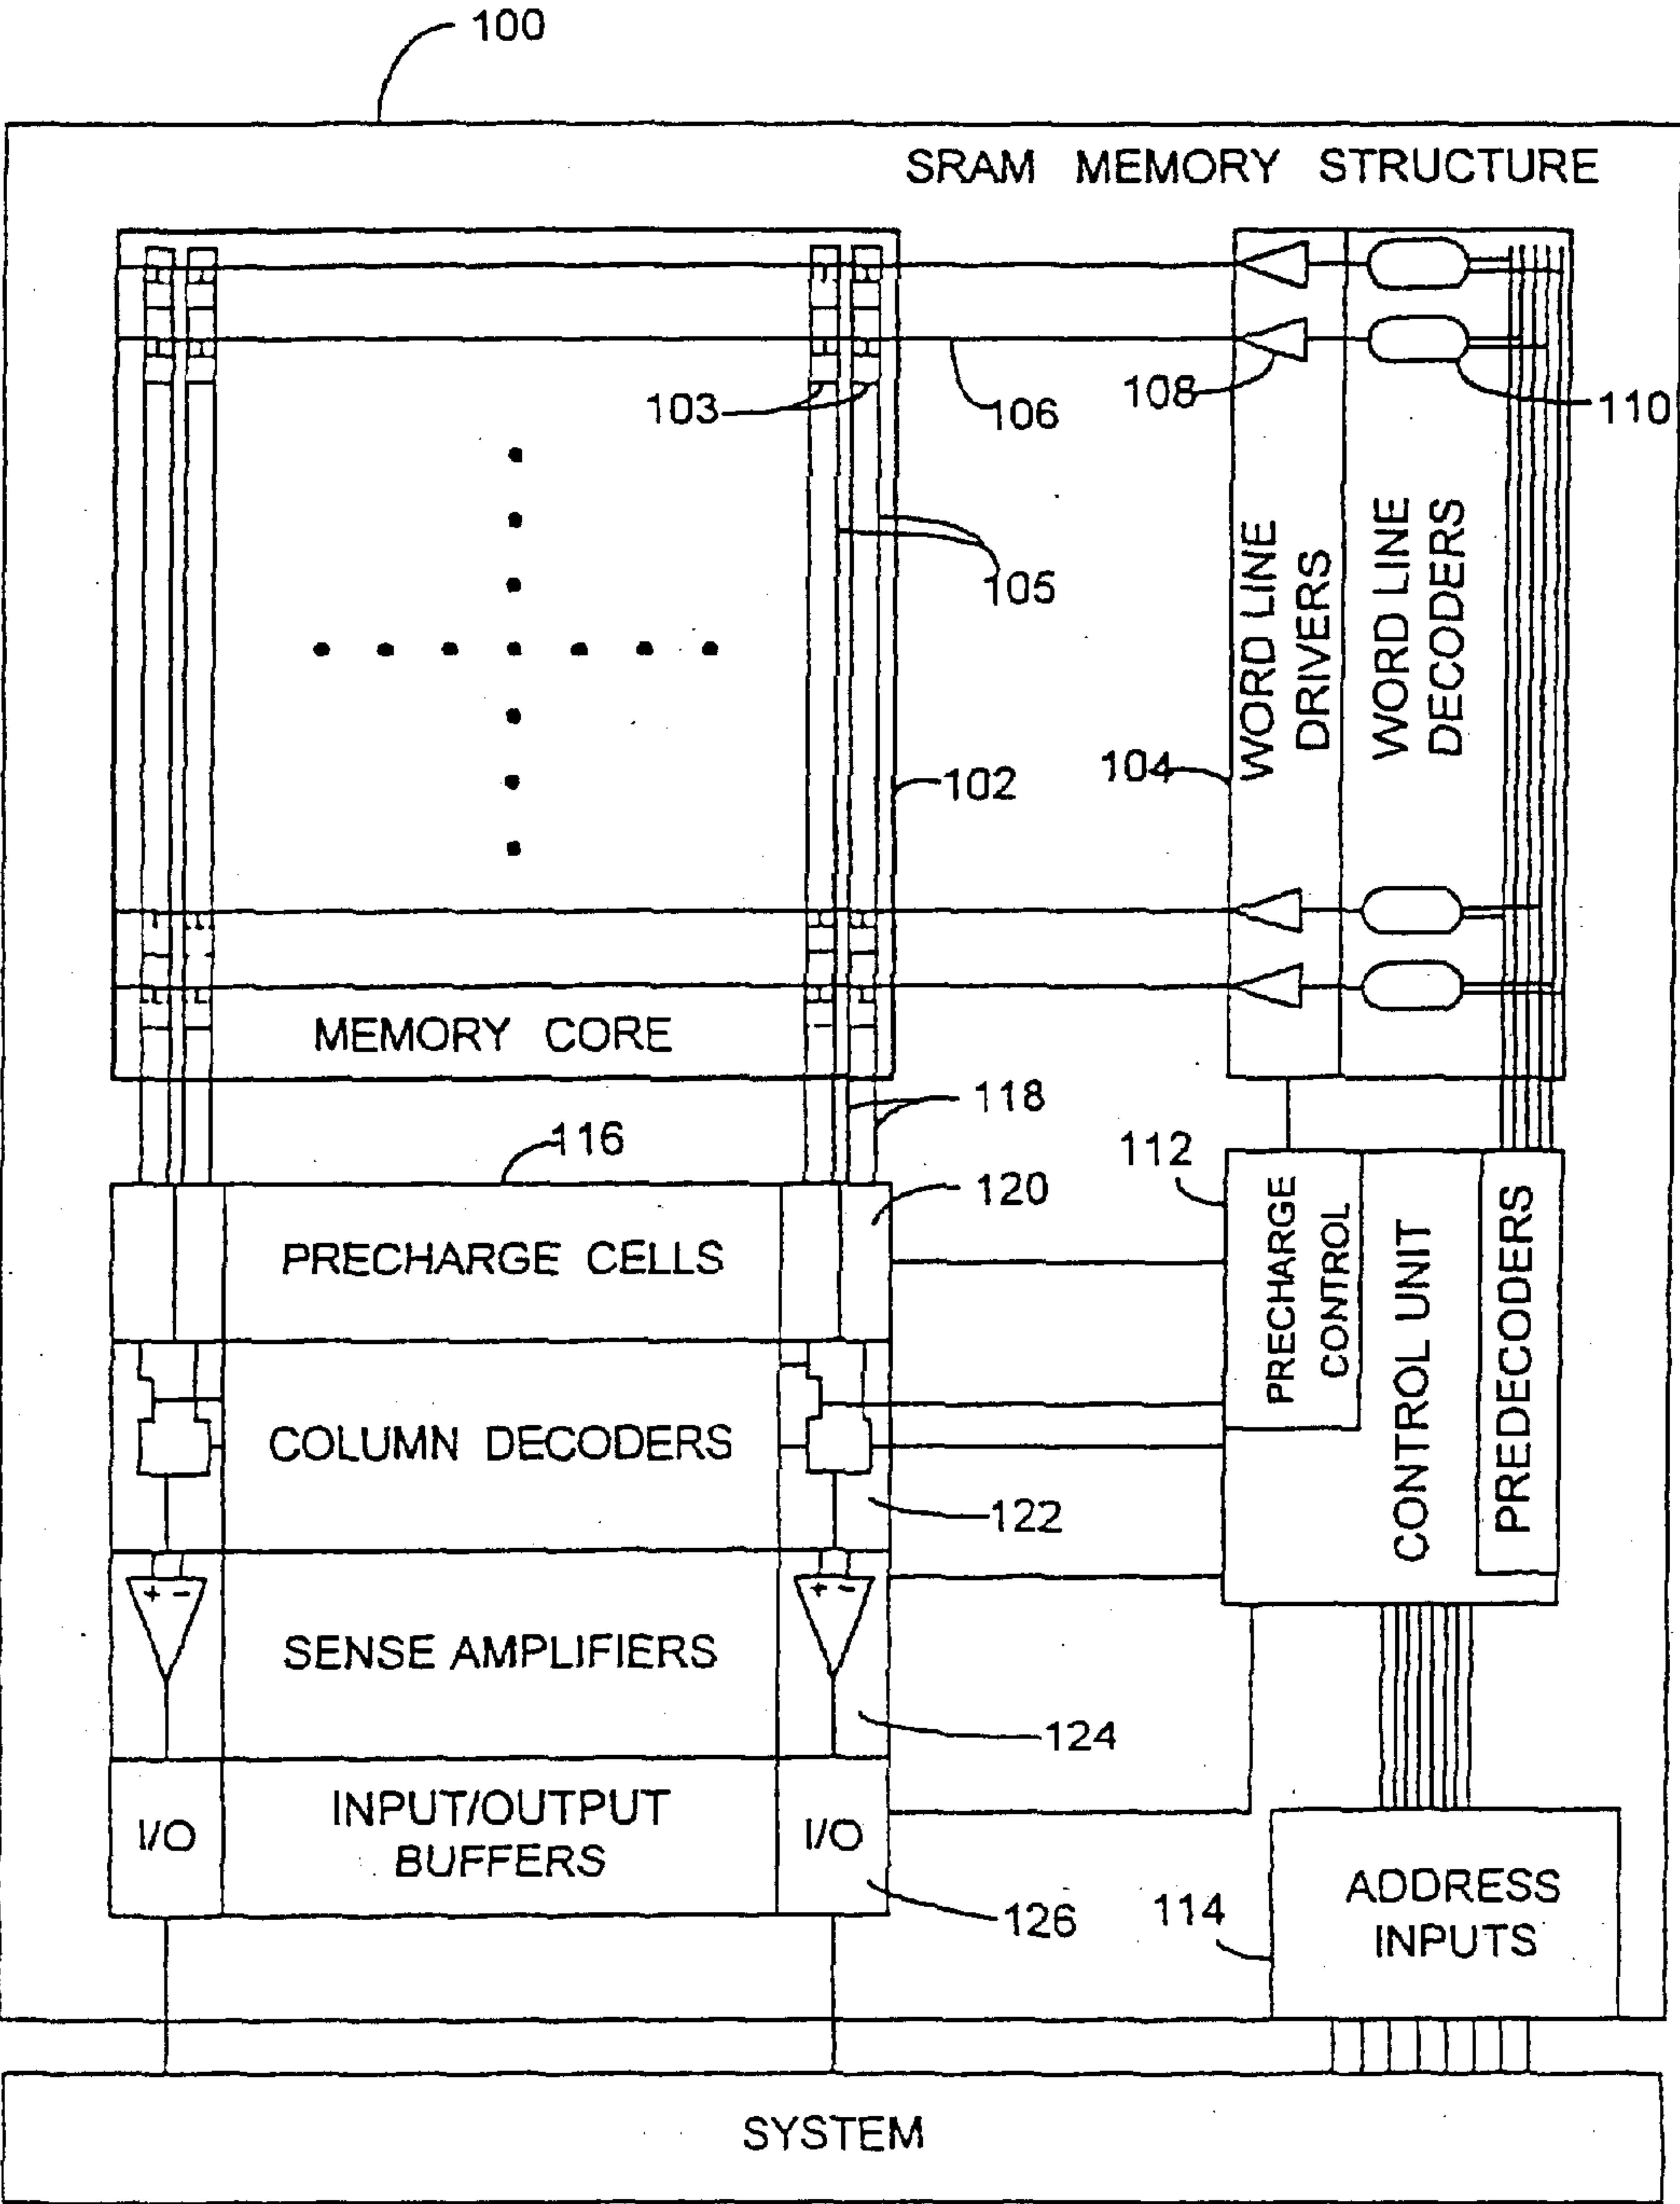 100
SRAM MEMORY STRUCTURE
103
106
108
110
105
WORD LINE
DRIVERS
WORD LINE
DECODERS
102
104
MEMORY CORE
118
116
112
120
PRECHARGE CELLS
PRECHARGE
CONTROL
CONTROL UNIT
PREDECODERS
COLUMN DECODERS
122
+ -
+ -
SENSE AMPLIFIERS
124
I/O
INPUT/OUTPUT
BUFFERS
I/O
126
114
ADDRESS
INPUTS
SYSTEM